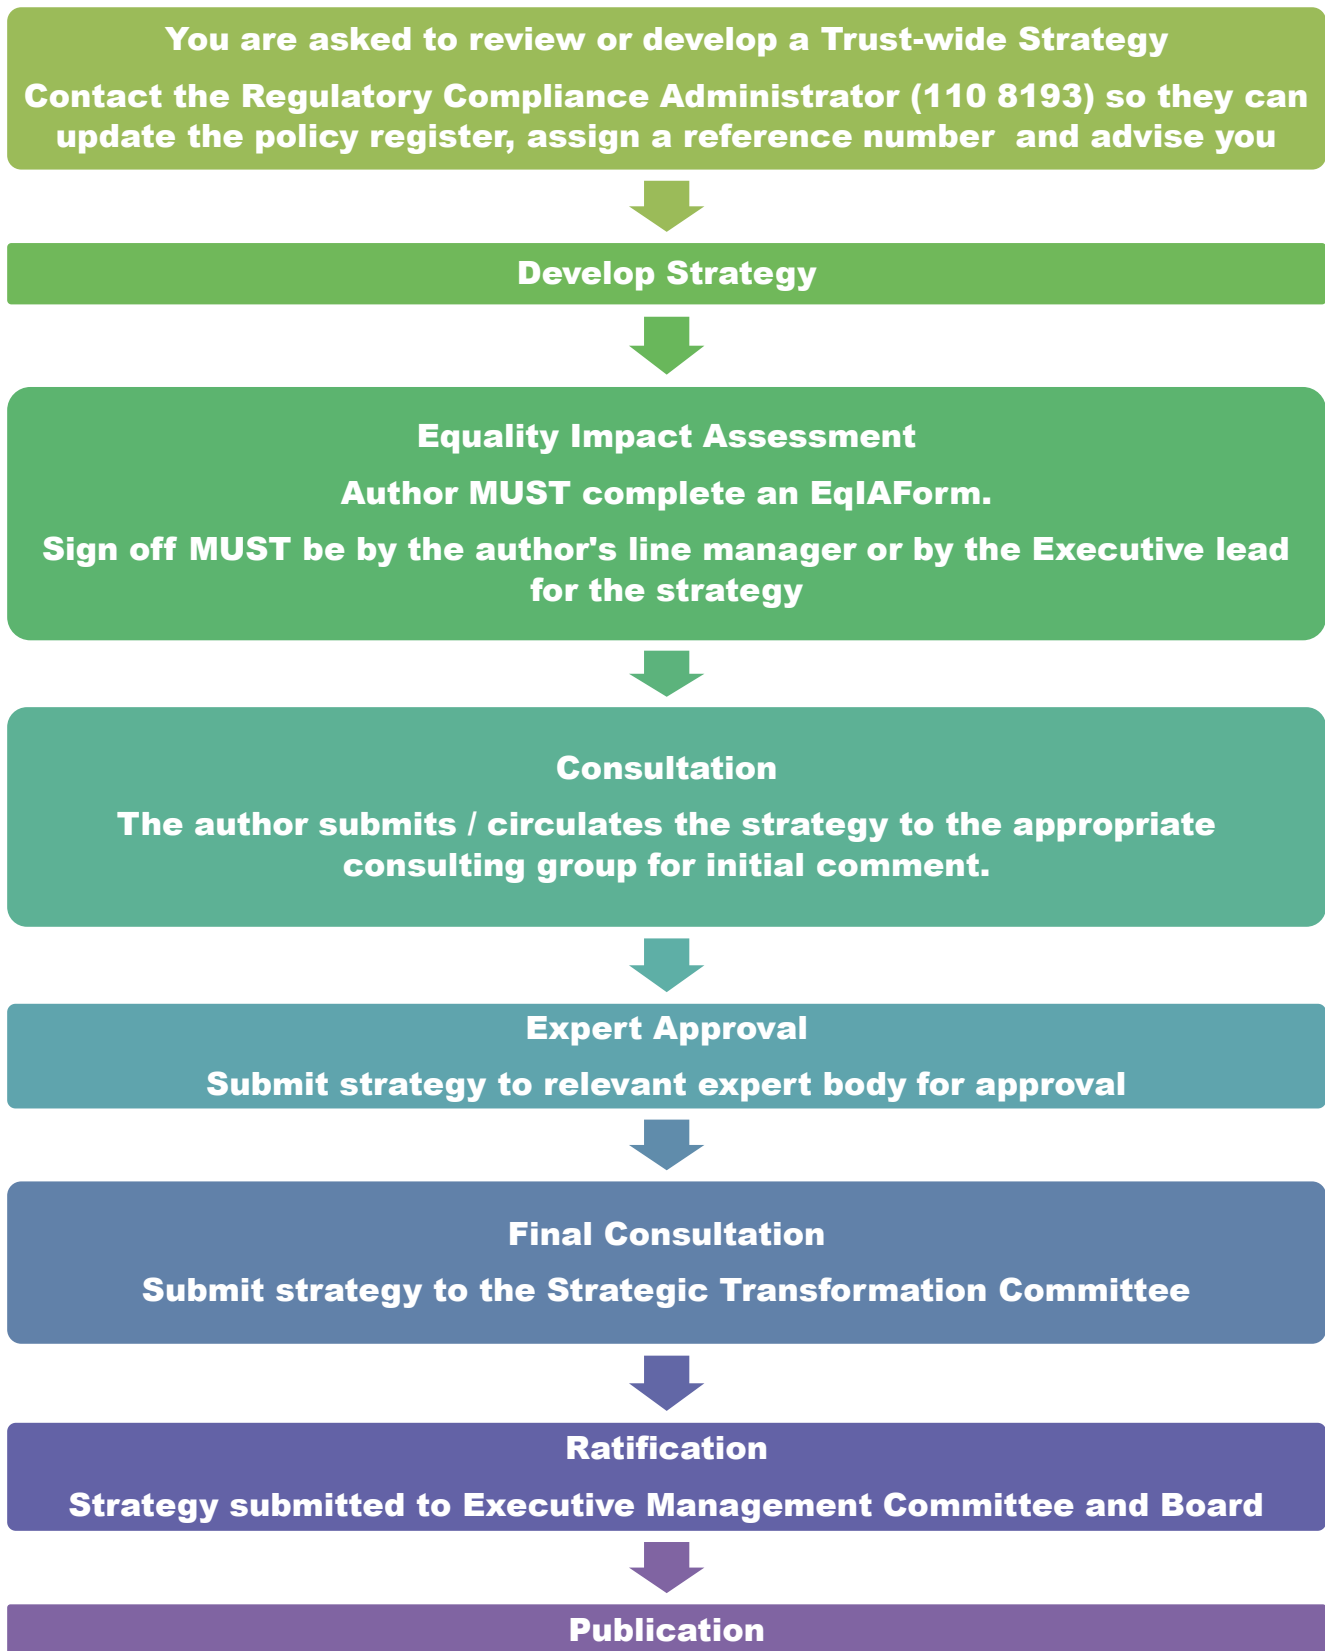 You are asked to review or develop a Trust-wide Strategy
Contact the Regulatory Compliance Administrator (110 8193) so they can
update the policy register, assign a reference number  and advise you
Develop Strategy
Equality Impact Assessment
Author MUST complete an EqIAForm.
Sign off MUST be by the author's line manager or by the Executive lead
for the strategy
Consultation
The author submits / circulates the strategy to the appropriate
consulting group for initial comment.
Expert Approval
Submit strategy to relevant expert body for approval
Final Consultation
Submit strategy to the Strategic Transformation Committee
Ratification
Strategy submitted to Executive Management Committee and Board
Publication